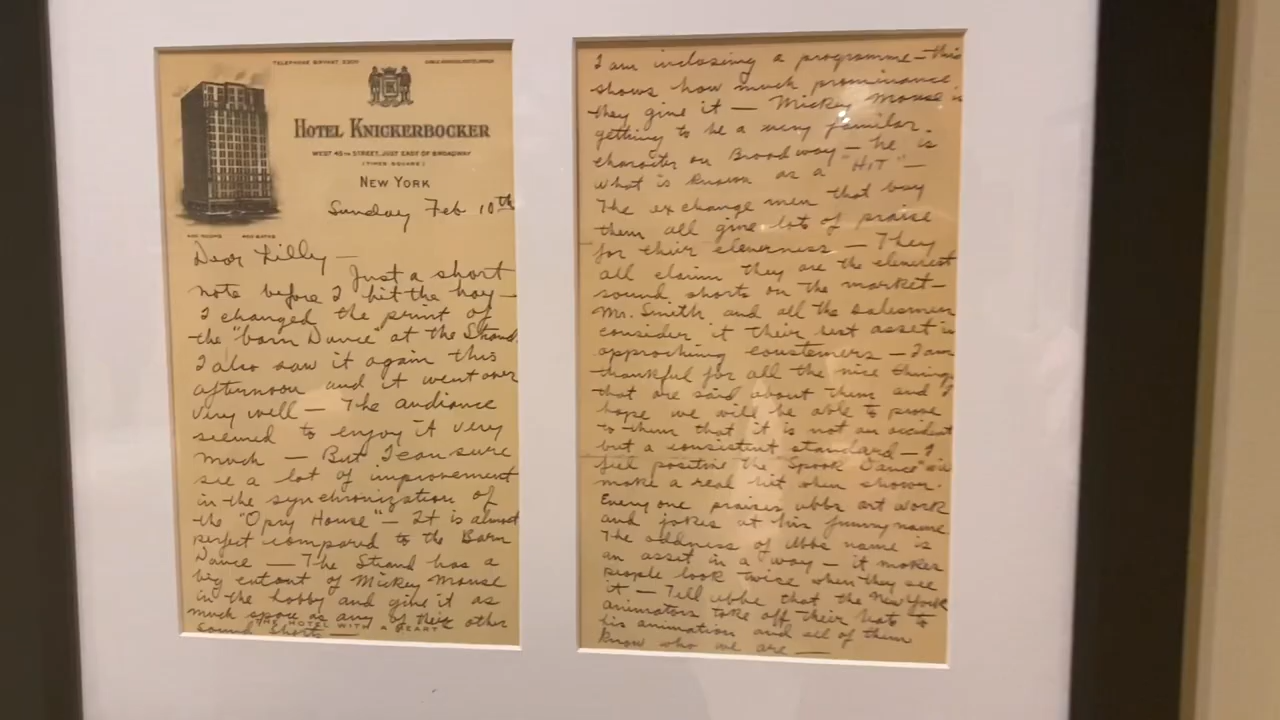 TELEPHONE BRYANT
HOTEL KNICKERBOCKER
WEST 45TH STREET, JUST EAST OF BROADWAY
(TIMES SQUARE)
NEW YORK
Sunday Feb 10th
400 ROOMS 400 BATHS
Dear Lilly —
Just a short
note before I hit the hay —
I changed the print of
the "barn Dance" at the Strand.
I also saw it again this
afternoon and it went over
very well — The audience
seemed to enjoy it very
much — But I can sure
see a lot of improvement
in the synchronization of
the "Opry House" — It is almost
perfect compared to the Barn
Dance — The Strand has a
big cutout of Mickey Mouse
in the lobby and give it as
much space as any of their other
sound shorts —
THE HOTEL WITH A HEART
I am inclosing a programme — this
shows how much prominance
they give it — Mickey Mouse is
getting to be a very familar
character on Broadway — he is
what is known as a "HIT" —
The exchange men that buy
them all give lots of praise
for their cleverness — They
all claim they are the cleverest
sound shorts on the market —
Mr. Smith and all the salesmen
consider it their best asset in
approching coustemers — I am
thankful for all the nice things
that are said about them and I
hope we will be able to prove
to them that it is not an accident
but a consistent standard — I
feel positive the "Spook Dance" will
make a real hit when shown.
Every one praises ubbs art work
and jokes at his funny name
The oddness of Ubbs name is
an asset in a way — it makes
people look twice when they see
it — Tell ubbe that the New York
animators take off their hats to
his animation and all of them
know who we are —